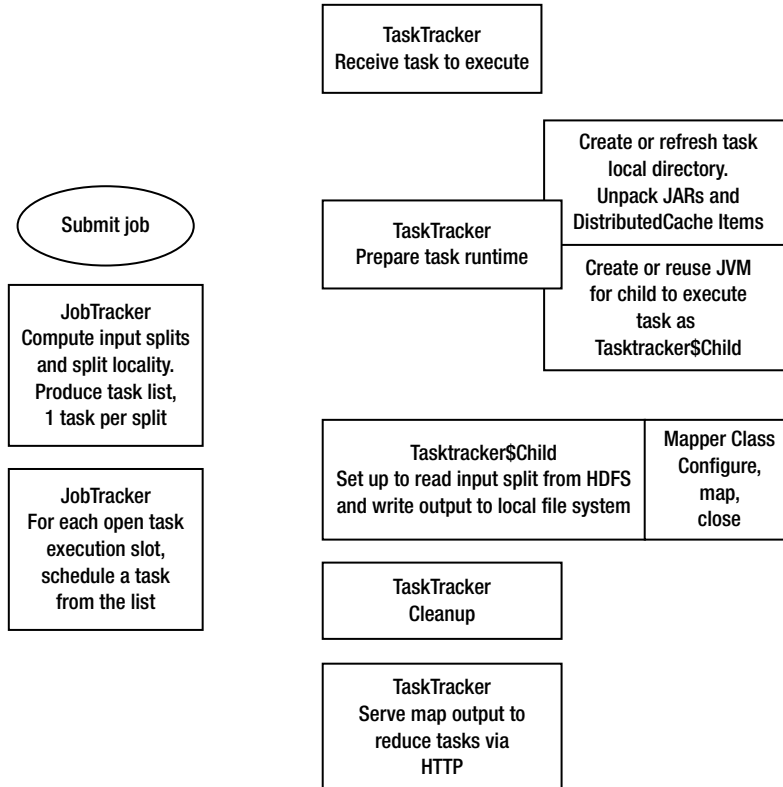 Submit job
JobTracker
Compute input splits
and split locality.
Produce task list,
1 task per split
JobTracker
For each open task
execution slot,
schedule a task
from the list
TaskTracker
Receive task to execute
TaskTracker
Prepare task runtime
Create or refresh task
local directory.
Unpack JARs and
DistributedCache Items
Create or reuse JVM
for child to execute
task as
Tasktracker$Child
Tasktracker$Child
Set up to read input split from HDFS
and write output to local file system
Mapper Class
Configure,
map,
close
TaskTracker
Cleanup
TaskTracker
Serve map output to
reduce tasks via
HTTP